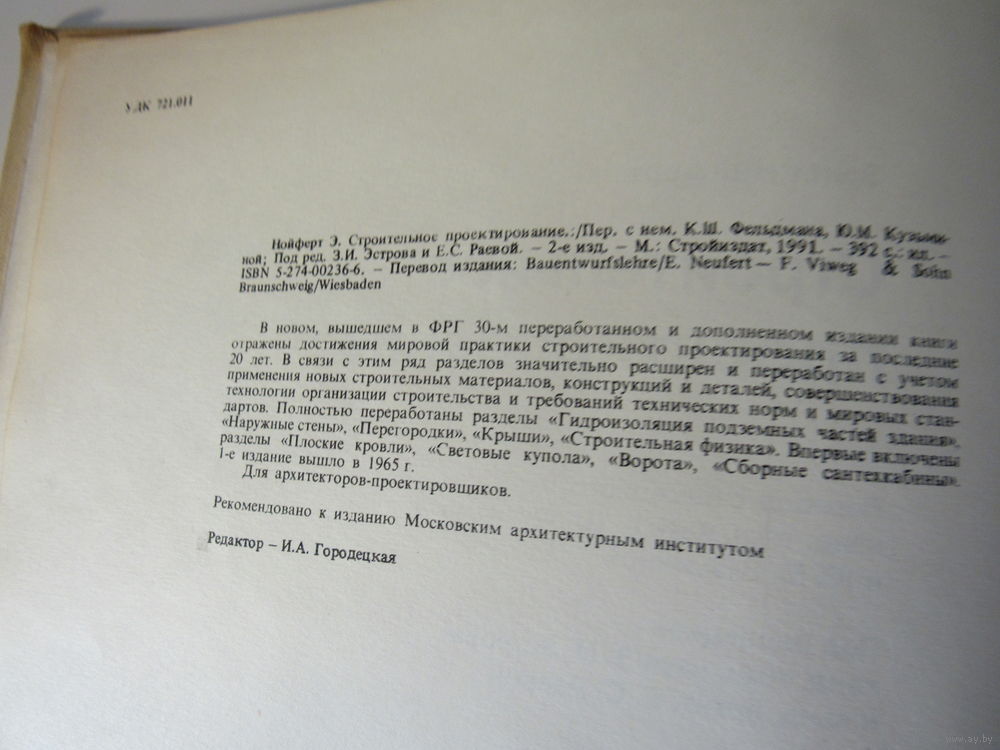 УДК 721.011
Нойферт Э. Строительное проектирование.:/Пер. с нем. К.Ш. Фельдмана, Ю.М. Кузьми-
ной; Под ред. З.И. Эстрова и Е.С. Раевой. – 2-е изд. – М.: Стройиздат, 1991. – 392 с.: ил. –
ISBN 5-274-00236-6. – Перевод издания: Bauentwurfslehre/E. Neufert – F. Viweg & Sohn
Braunschweig/Wiesbaden
В новом, вышедшем в ФРГ 30-м переработанном и дополненном издании книги
отражены достижения мировой практики строительного проектирования за последние
20 лет. В связи с этим ряд разделов значительно расширен и переработан с учетом
применения новых строительных материалов, конструкций и деталей, совершенствования
технологии организации строительства и требований технических норм и мировых стан-
дартов. Полностью переработаны разделы «Гидроизоляция подземных частей здания»,
«Наружные стены», «Перегородки», «Крыши», «Строительная физика». Впервые включены
разделы «Плоские кровли», «Световые купола», «Ворота», «Сборные сантехкабины».
1-е издание вышло в 1965 г.
Для архитекторов-проектировщиков.
Рекомендовано к изданию Московским архитектурным институтом
Редактор – И.А. Городецкая
www.ay.by